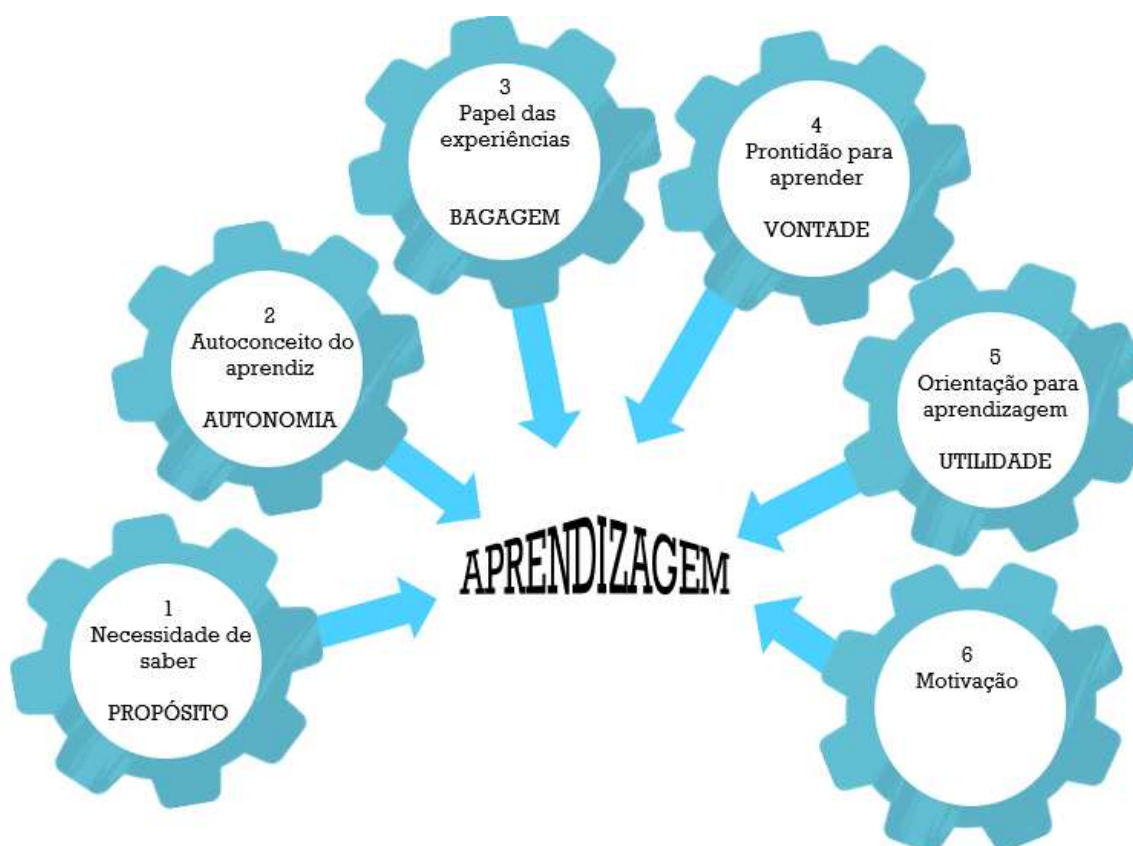 1
Necessidade de
saber
PROPÓSITO
2
Autoconceito do
aprendiz
AUTONOMIA
3
Papel das
experiências
BAGAGEM
4
Prontidão para
aprender
VONTADE
5
Orientação para
aprendizagem
UTILIDADE
6
Motivação
APRENDIZAGEM